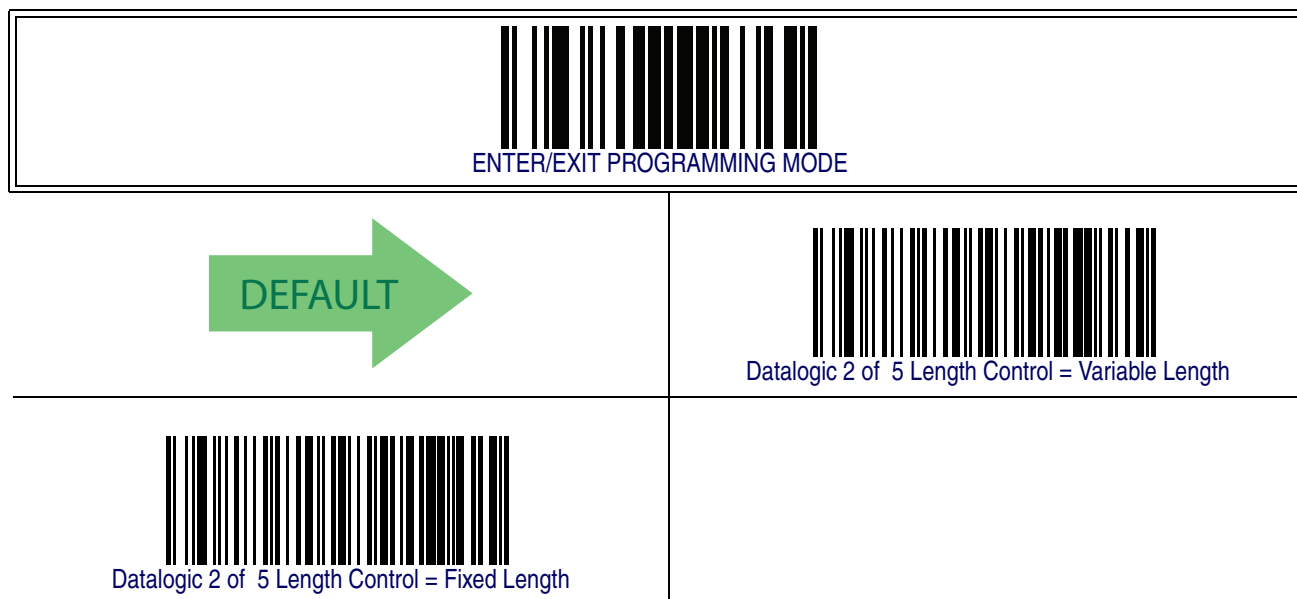 ENTER/EXIT PROGRAMMING MODE
DEFAULT
Datalogic 2 of  5 Length Control = Variable Length
Datalogic 2 of  5 Length Control = Fixed Length